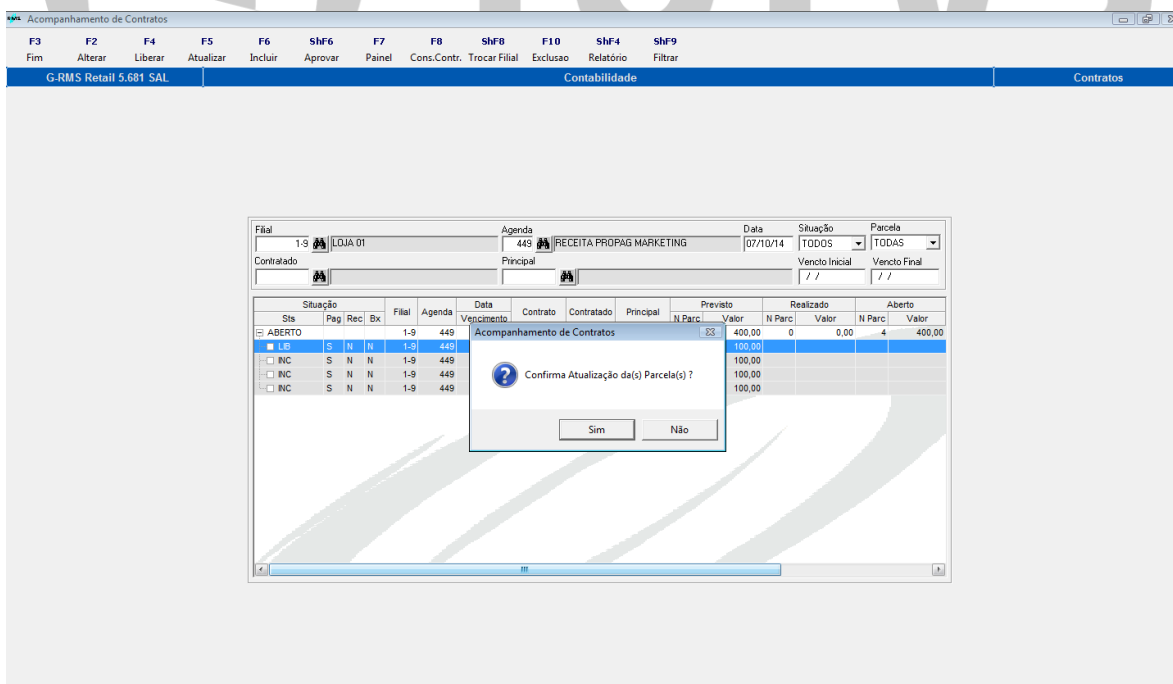 RMS Acompanhamento de Contratos
F3 F2 F4 F5 F6 ShF6 F7 F8 ShF8 F10 ShF4 ShF9
Fim Alterar Liberar Atualizar Incluir Aprovar Painel Cons.Contr. Trocar Filial Exclusao Relatório Filtrar
G-RMS Retail 5.681 SAL Contabilidade Contratos
Filial Agenda Data Situação Parcela
1-9 LOJA 01 449 RECEITA PROPAG MARKETING 07/10/14 TODOS TODAS
Contratado Principal Vencto Inicial Vencto Final
/ / / /
Situação Filial Agenda Data Contrato Contratado Principal Previsto Realizado Aberto
Sts Pag Rec Bx Vencimento N Parc Valor N Parc Valor N Parc Valor
ABERTO 1-9 449 400,00 0 0,00 4 400,00
LIB S N N 1-9 449 100,00
INC S N N 1-9 449 100,00
INC S N N 1-9 449 100,00
INC S N N 1-9 449 100,00
Acompanhamento de Contratos
Confirma Atualização da(s) Parcela(s) ?
Sim Não